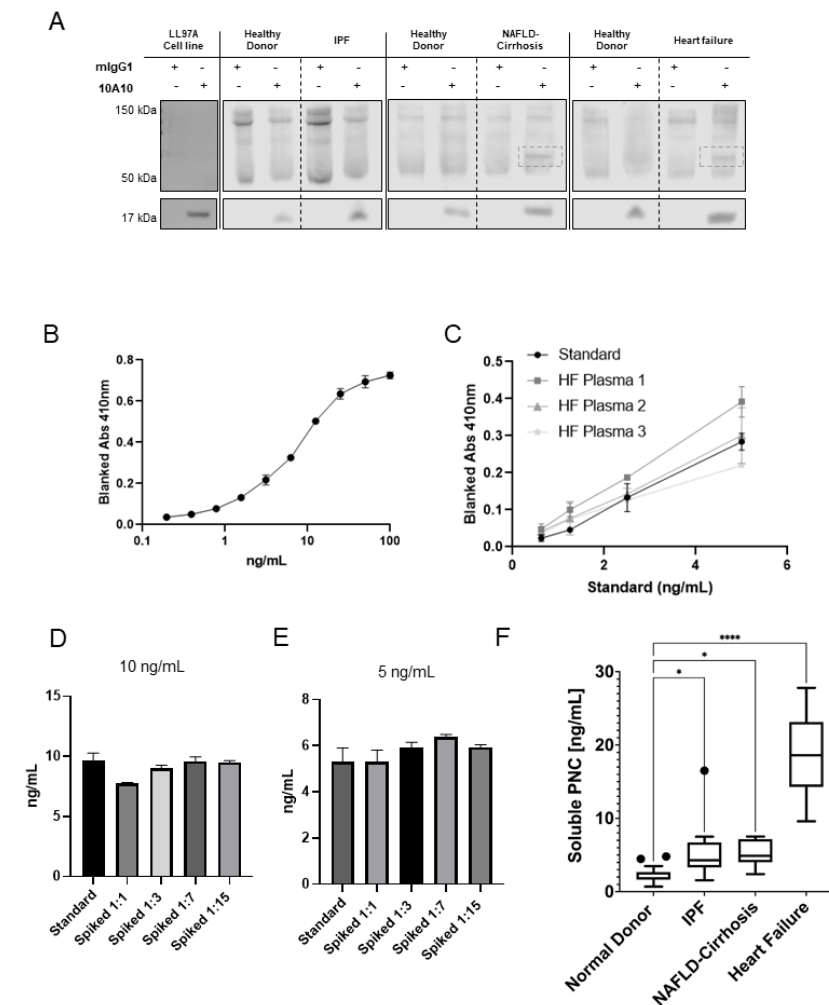 A
LL97A
Cell line
Healthy
Donor
IPF
Healthy
Donor
NAFLD-
Cirrhosis
Healthy
Donor
Heart failure
mIgG1 + - + - + - + - + - + - + -
10A10 - + - + - + - + - + - + - +
150 kDa
50 kDa
17 kDa
B
Blanked Abs 410nm
0.8
0.6
0.4
0.2
0.0
0.1 1 10 100
ng/mL
C
Standard
HF Plasma 1
HF Plasma 2
HF Plasma 3
Blanked Abs 410nm
0.5
0.4
0.3
0.2
0.1
0.0
0 2 4 6
Standard (ng/mL)
D
10 ng/mL
ng/mL
15
10
5
0
Standard
Spiked 1:1
Spiked 1:3
Spiked 1:7
Spiked 1:15
E
5 ng/mL
ng/mL
8
6
4
2
0
Standard
Spiked 1:1
Spiked 1:3
Spiked 1:7
Spiked 1:15
F
****
*
*
Soluble PNC [ng/mL]
30
20
10
0
Normal Donor
IPF
NAFLD-Cirrhosis
Heart Failure